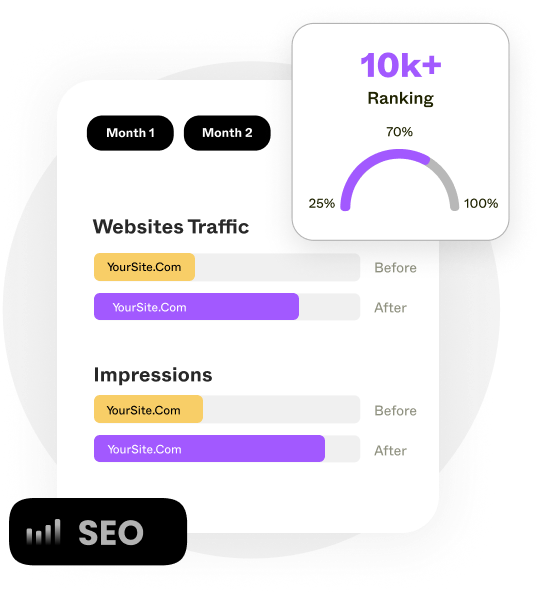 10k+
Ranking
70%
25%
100%
Month 1
Month 2
Websites Traffic
YourSite.Com
Before
YourSite.Com
After
Impressions
YourSite.Com
Before
YourSite.Com
After
SEO